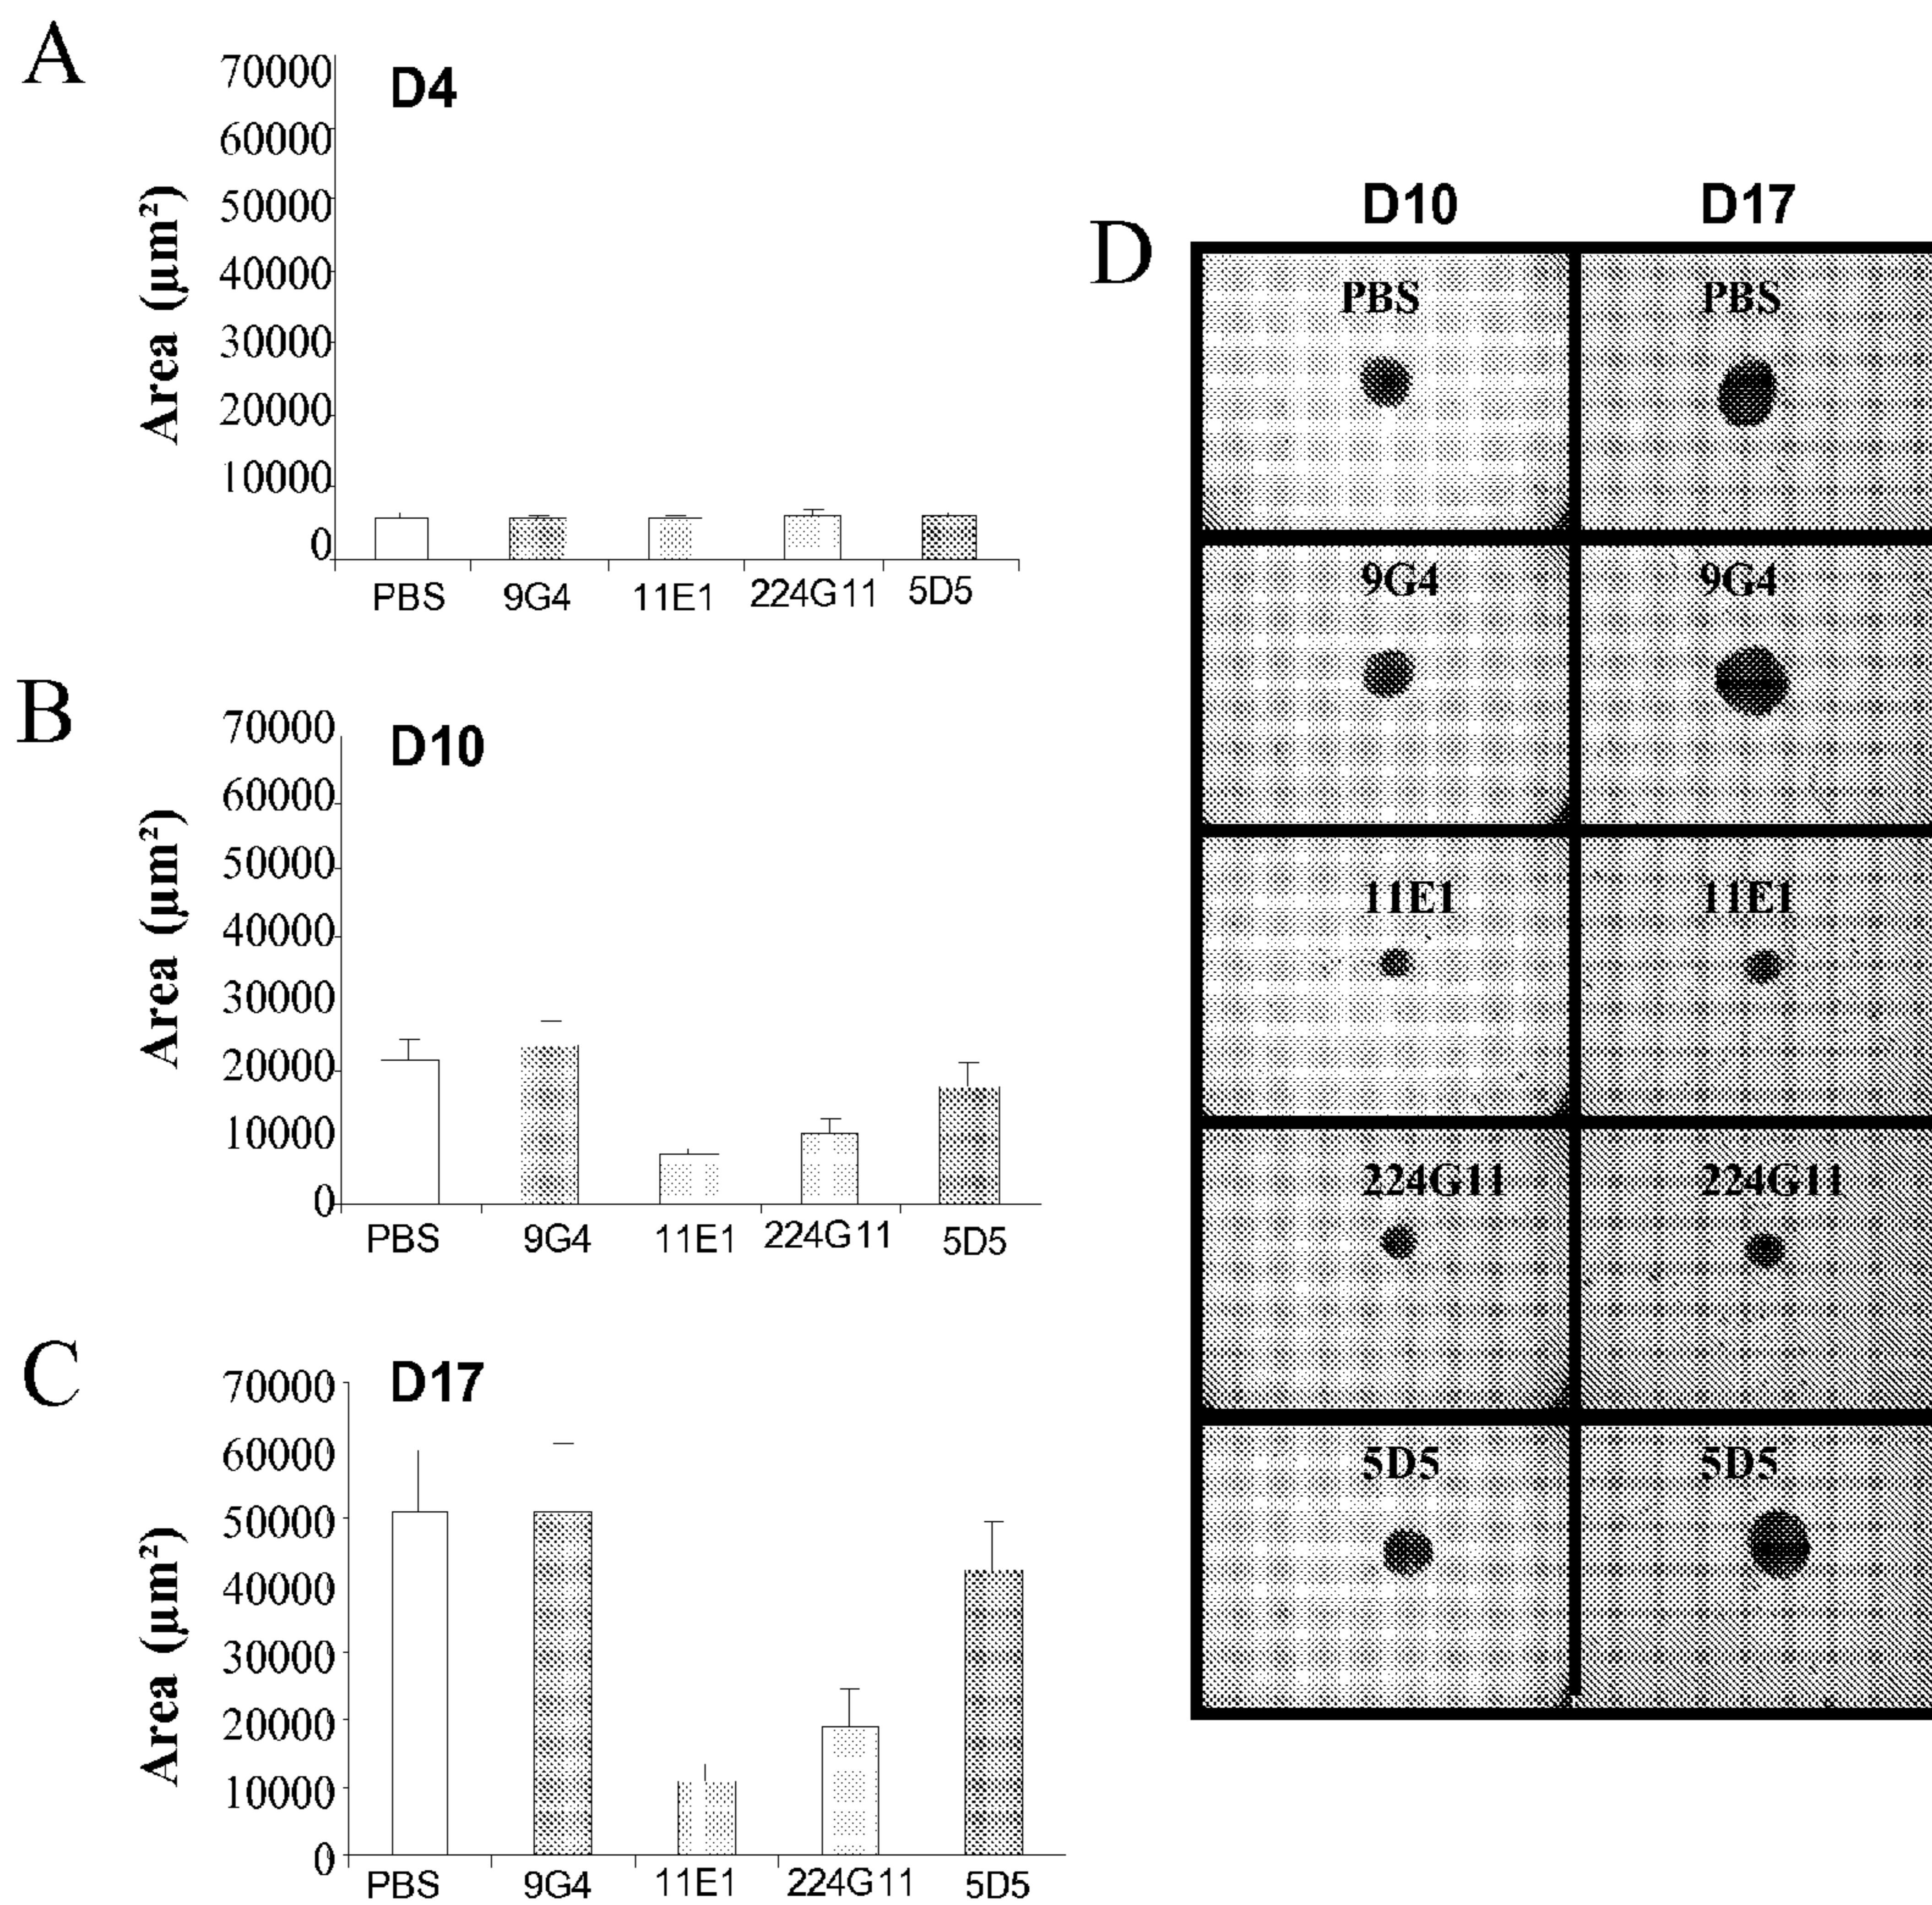 A
D4
Area (µm²)
70000
60000
50000
40000
30000
20000
10000
0
PBS 9G4 11E1 224G11 5D5
B
D10
Area (µm²)
70000
60000
50000
40000
30000
20000
10000
0
PBS 9G4 11E1 224G11 5D5
C
D17
Area (µm²)
70000
60000
50000
40000
30000
20000
10000
0
PBS 9G4 11E1 224G11 5D5
D
D10 D17
PBS PBS
9G4 9G4
11E1 11E1
224G11 224G11
5D5 5D5